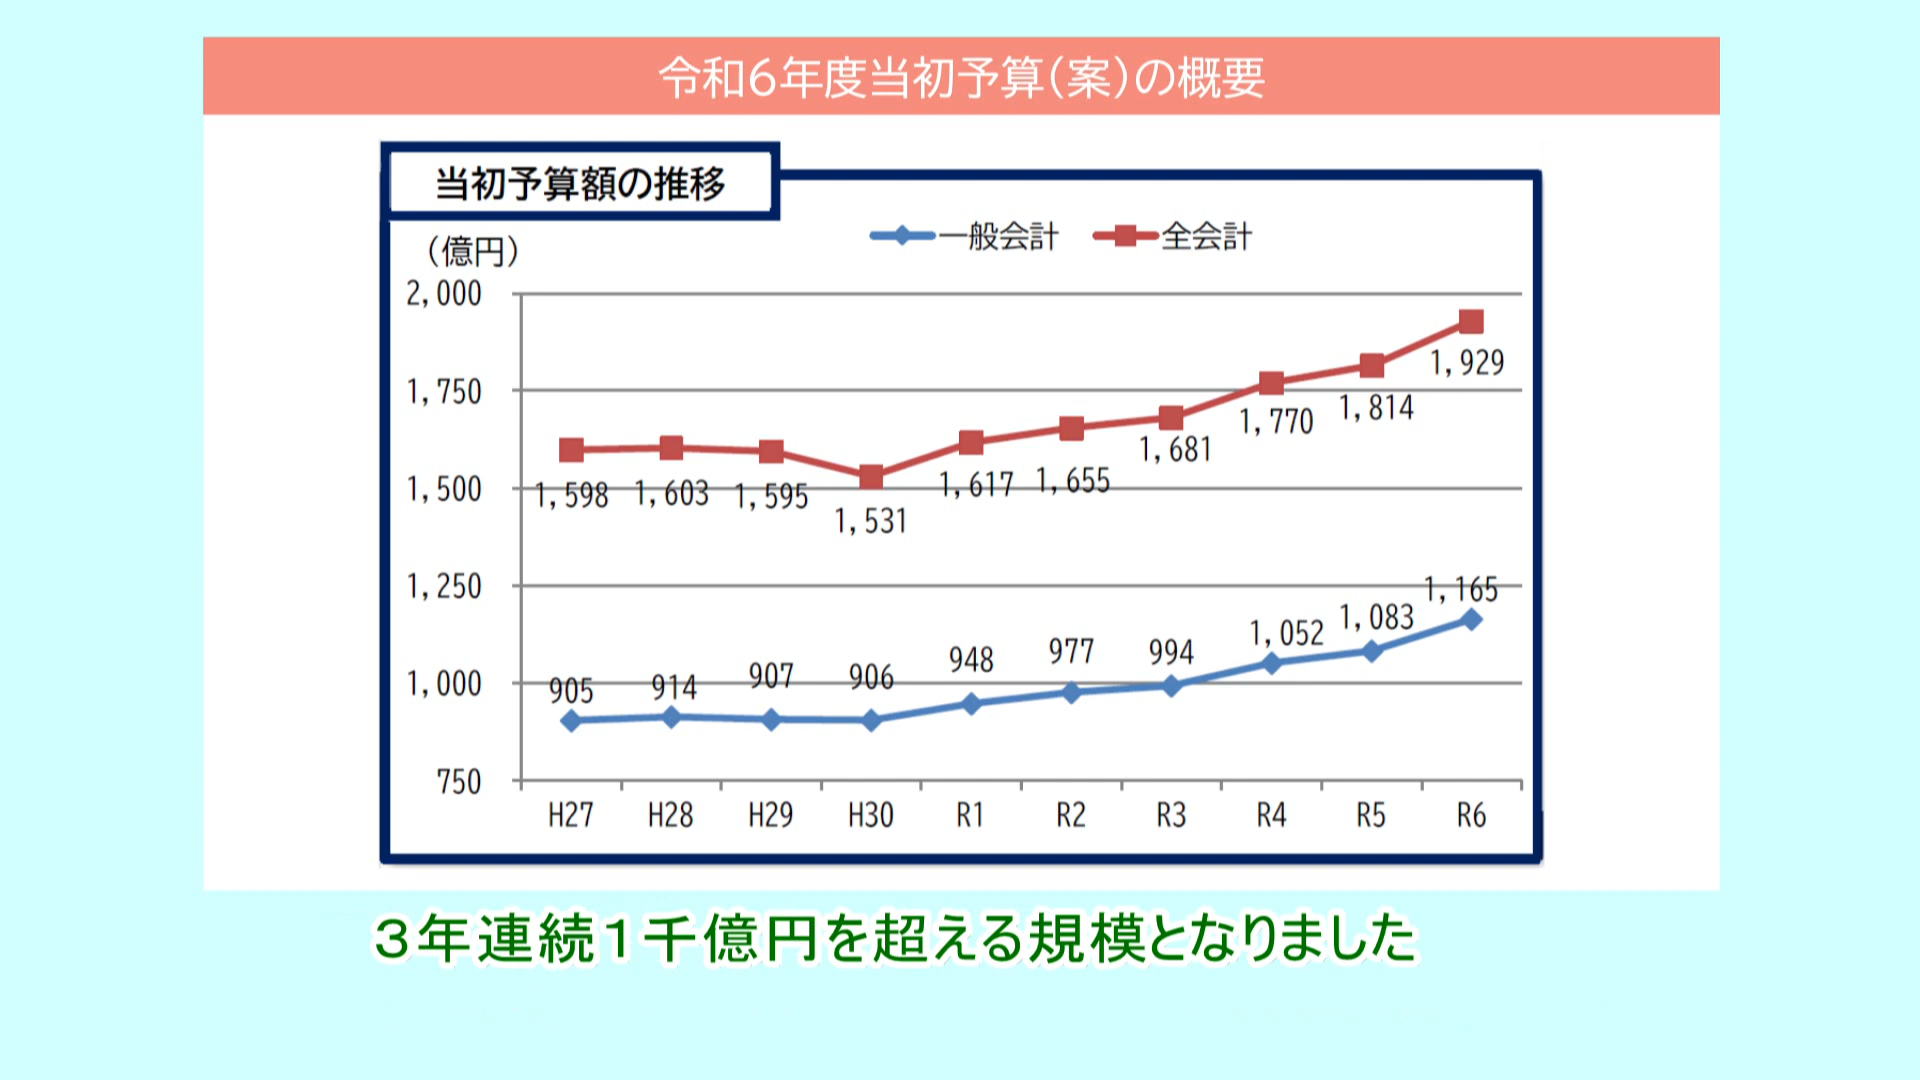 令和6年度当初予算(案)の概要
当初予算額の推移
(億円)
一般会計 全会計
2,000
1,750
1,500
1,250
1,000
750
1,598 1,603 1,595 1,531 1,617 1,655 1,681 1,770 1,814 1,929
905 914 907 906 948 977 994 1,052 1,083 1,165
H27 H28 H29 H30 R1 R2 R3 R4 R5 R6
３年連続１千億円を超える規模となりました